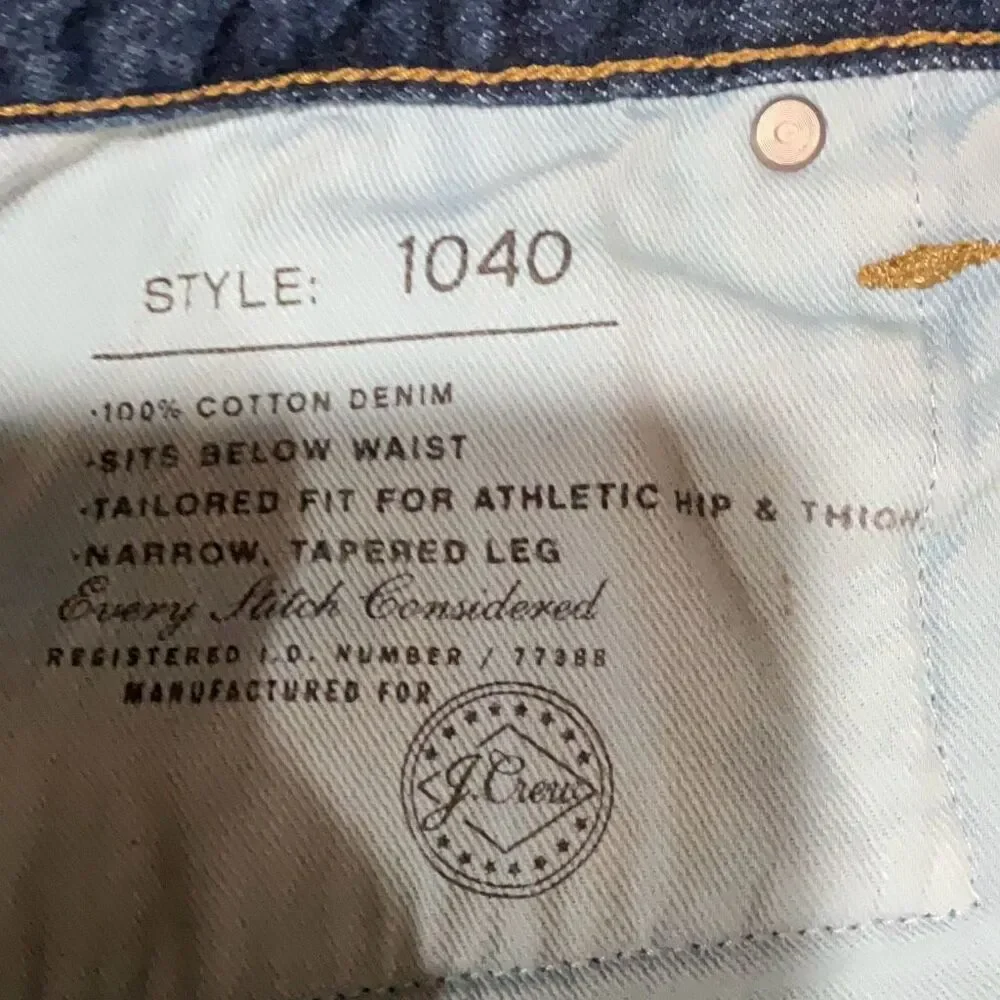 STYLE: 1040
·100% COTTON DENIM
·SITS BELOW WAIST
·TAILORED FIT FOR ATHLETIC HIP & THIGH
·NARROW, TAPERED LEG
Every Stitch Considered
REGISTERED I.D. NUMBER / 77388
MANUFACTURED FOR
J.Crew